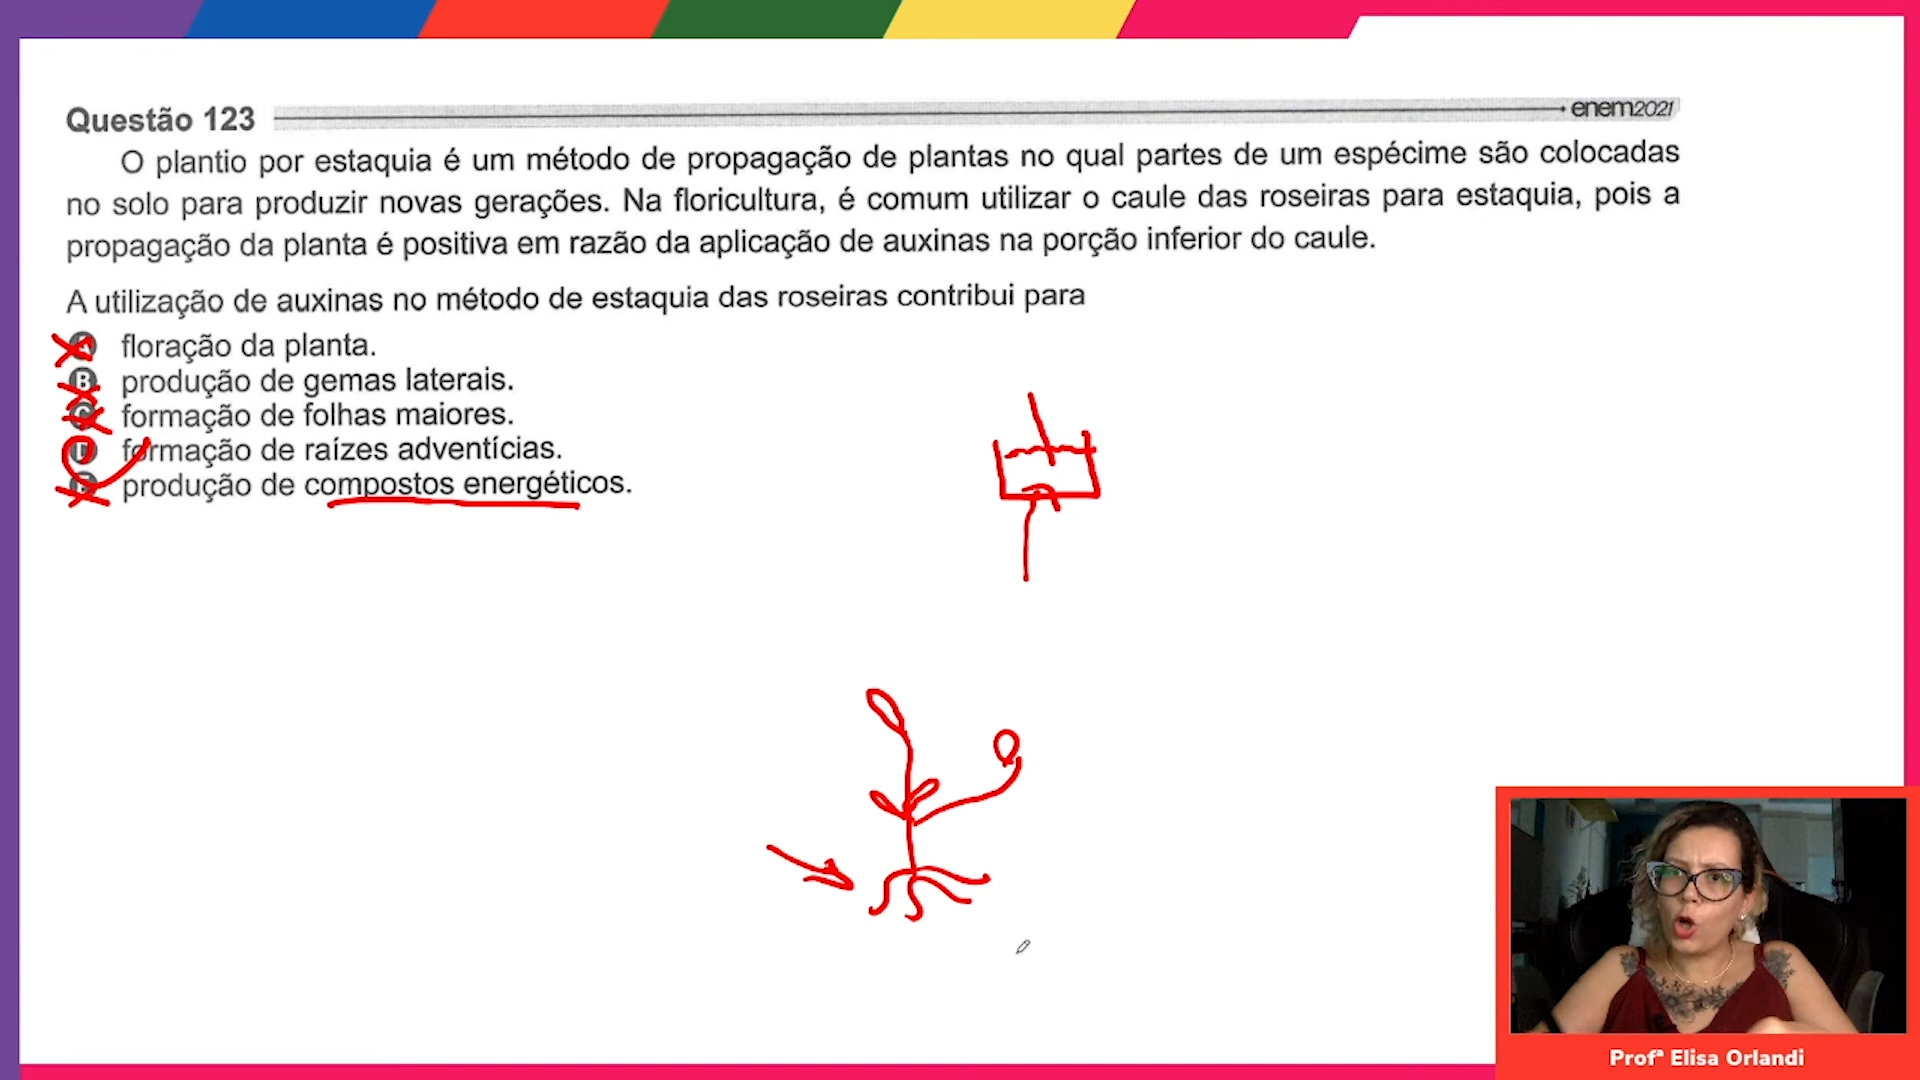 Questão 123
enem2021
O plantio por estaquia é um método de propagação de plantas no qual partes de um espécime são colocadas
no solo para produzir novas gerações. Na floricultura, é comum utilizar o caule das roseiras para estaquia, pois a
propagação da planta é positiva em razão da aplicação de auxinas na porção inferior do caule.
A utilização de auxinas no método de estaquia das roseiras contribui para
A floração da planta.
B produção de gemas laterais.
C formação de folhas maiores.
D formação de raízes adventícias.
E produção de compostos energéticos.
Profª Elisa Orlandi